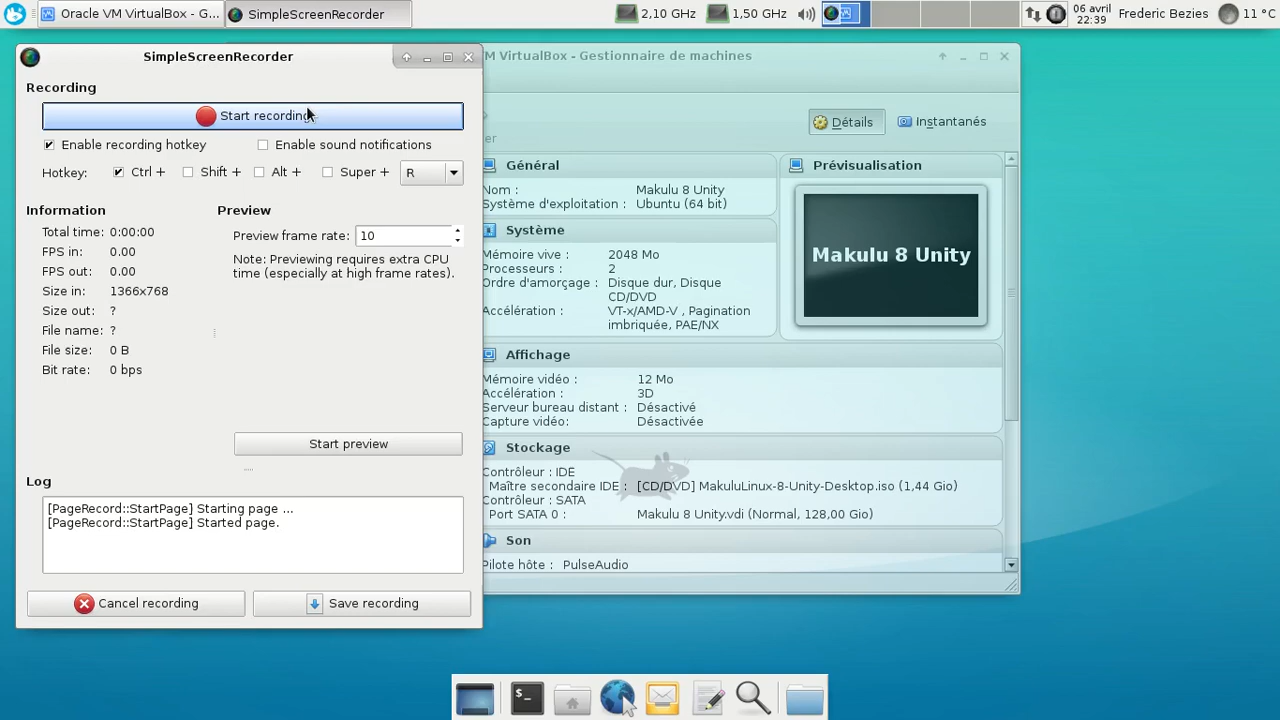 Oracle VM VirtualBox - G...
SimpleScreenRecorder
2,10 GHz
1,50 GHz
06 avril
22:39
Frederic Bezies
11 °C
SimpleScreenRecorder
Recording
Start recording
Enable recording hotkey
Enable sound notifications
Hotkey:
Ctrl +
Shift +
Alt +
Super +
R
Information
Total time: 0:00:00
FPS in: 0.00
FPS out: 0.00
Size in: 1366x768
Size out: ?
File name: ?
File size: 0 B
Bit rate: 0 bps
Preview
Preview frame rate: 10
Note: Previewing requires extra CPU
time (especially at high frame rates).
Start preview
Log
[PageRecord::StartPage] Starting page ...
[PageRecord::StartPage] Started page.
Cancel recording
Save recording
VM VirtualBox - Gestionnaire de machines
Détails
Instantanés
Général
Nom : Makulu 8 Unity
Système d'exploitation : Ubuntu (64 bit)
Système
Mémoire vive : 2048 Mo
Processeurs : 2
Ordre d'amorçage : Disque dur, Disque
CD/DVD
Accélération : VT-x/AMD-V , Pagination
imbriquée, PAE/NX
Prévisualisation
Makulu 8 Unity
Affichage
Mémoire vidéo : 12 Mo
Accélération : 3D
Serveur bureau distant : Désactivé
Capture vidéo: Désactivée
Stockage
Contrôleur : IDE
Maître secondaire IDE : [CD/DVD] MakuluLinux-8-Unity-Desktop.iso (1,44 Gio)
Contrôleur : SATA
Port SATA 0 : Makulu 8 Unity.vdi (Normal, 128,00 Gio)
Son
Pilote hôte : PulseAudio